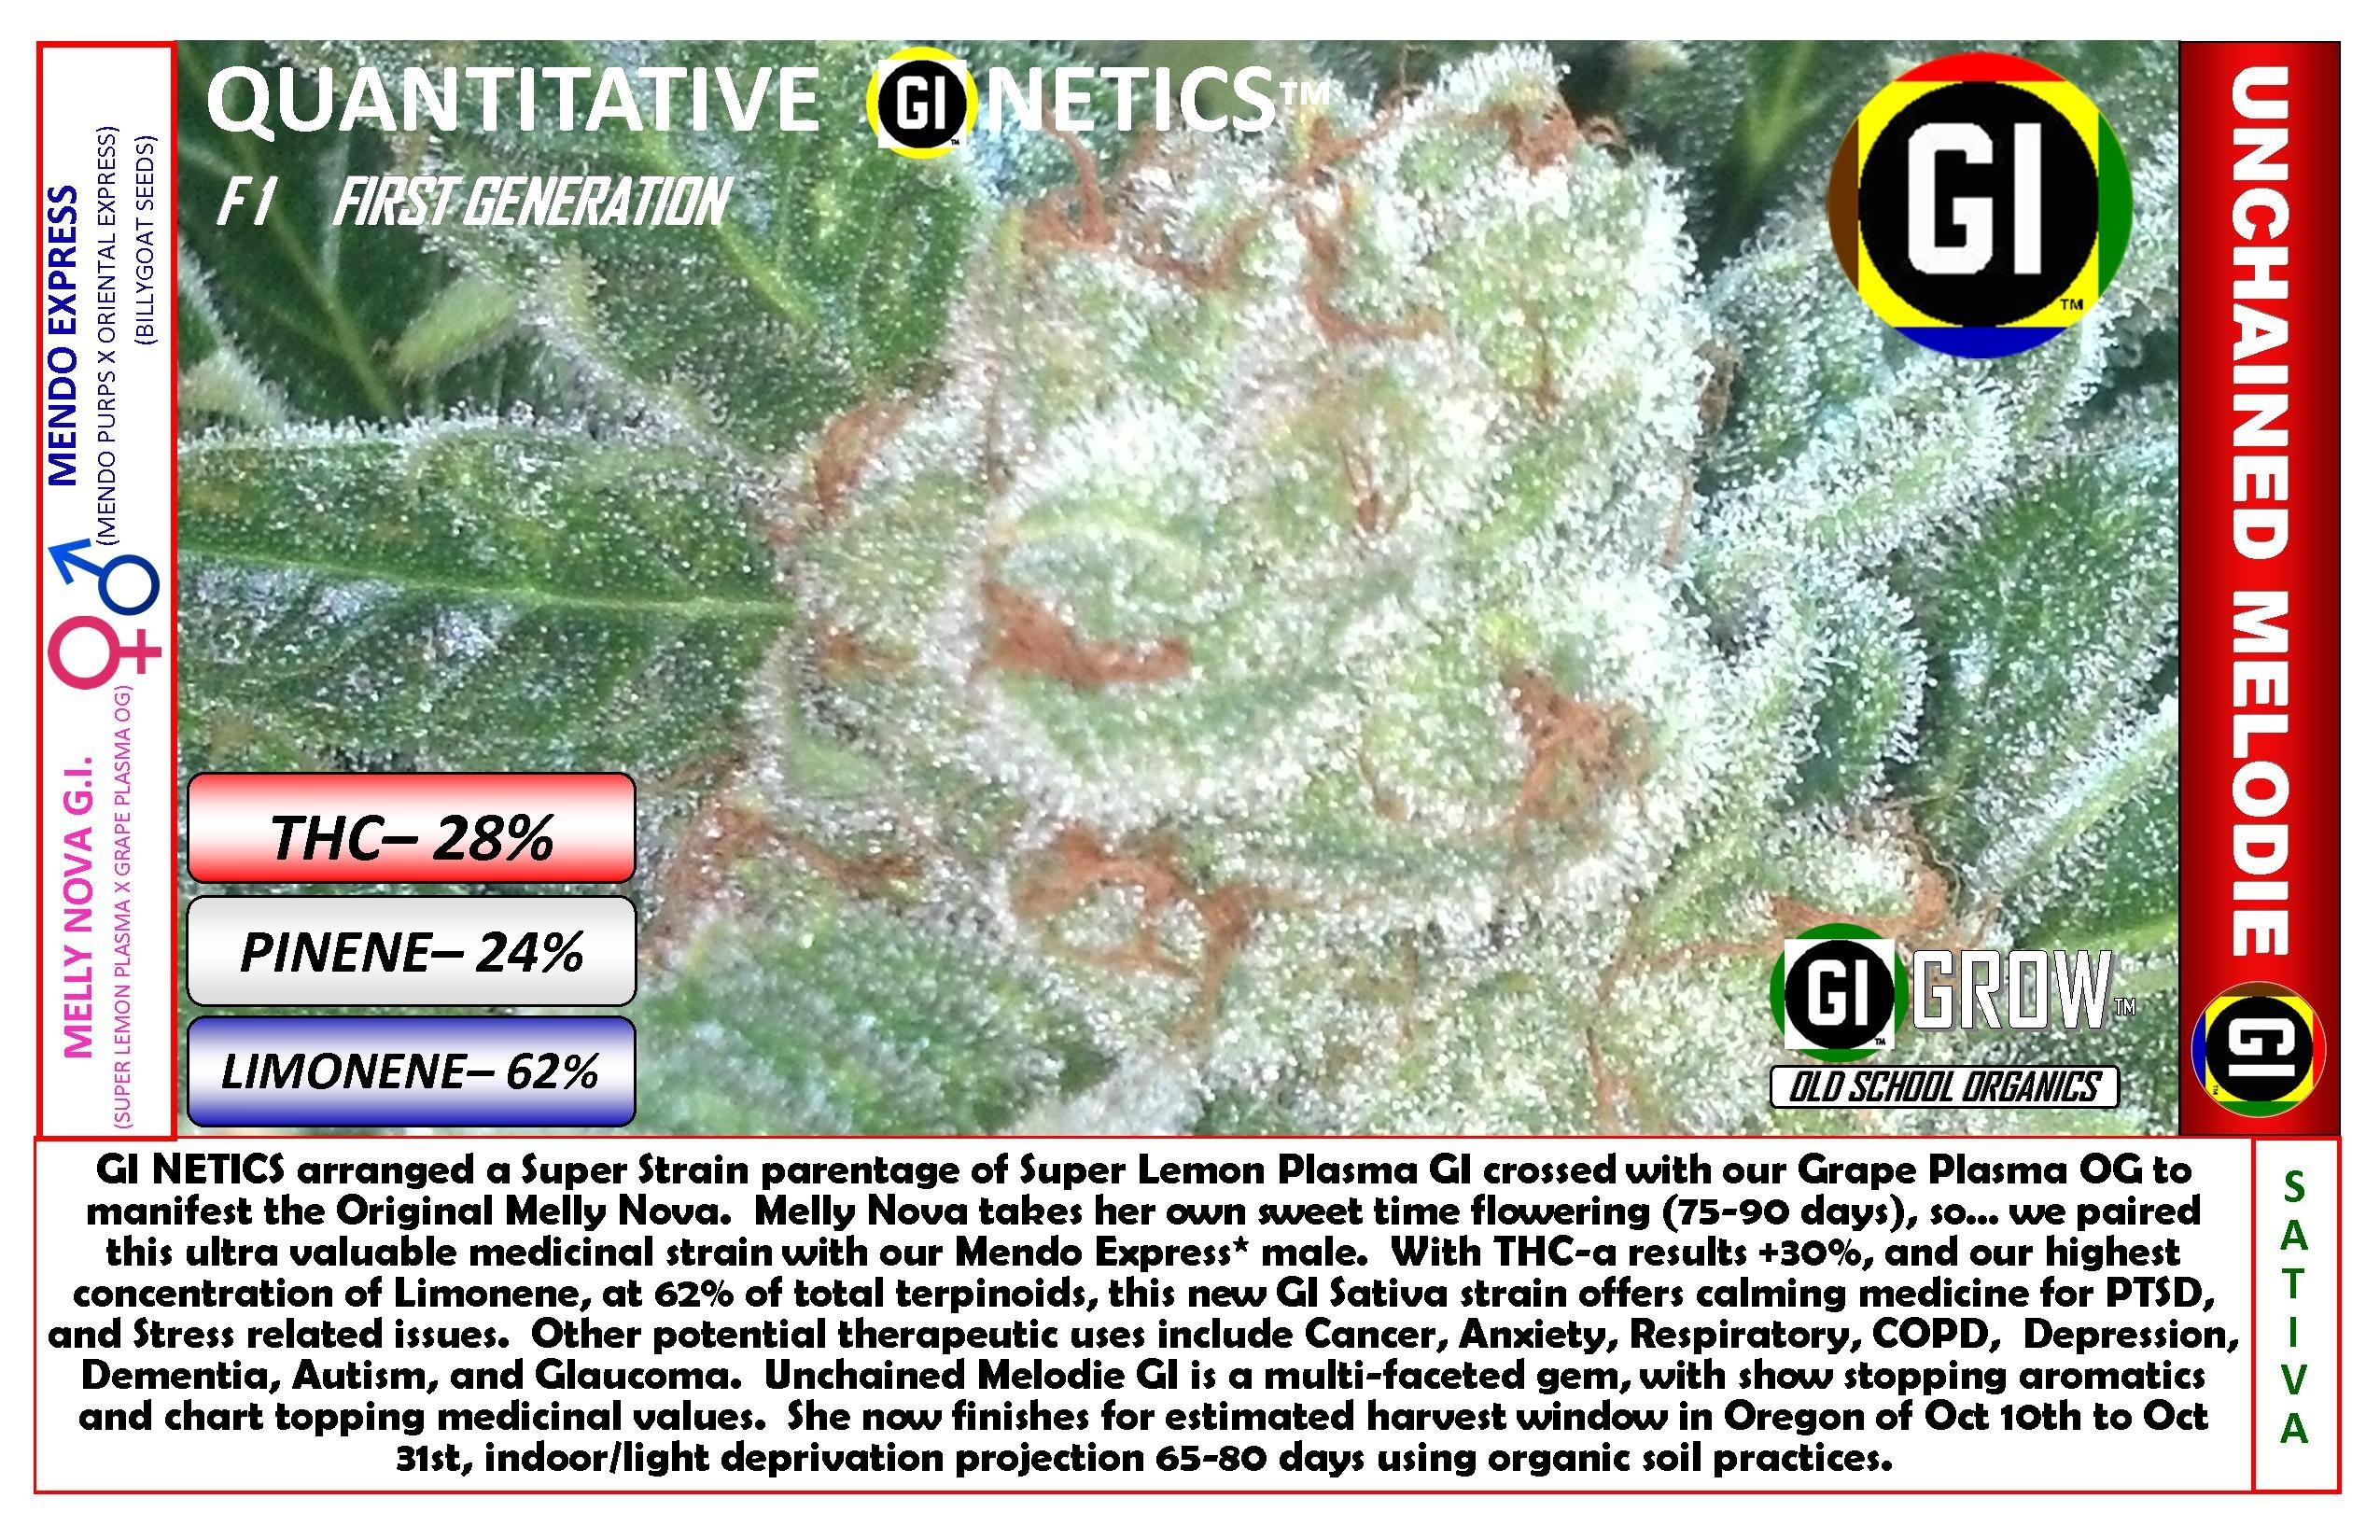 QUANTITATIVE GI NETICS™
F1 FIRST GENERATION
GI
TM
MENDO EXPRESS
(MENDO PURPS X ORIENTAL EXPRESS)
(BILLYGOAT SEEDS)
MELLY NOVA G.I.
(SUPER LEMON PLASMA X GRAPE PLASMA OG)
THC– 28%
PINENE– 24%
LIMONENE– 62%
GI GROW TM
OLD SCHOOL ORGANICS
UNCHAINED MELODIE GI
GI NETICS arranged a Super Strain parentage of Super Lemon Plasma GI crossed with our Grape Plasma OG to
manifest the Original Melly Nova.  Melly Nova takes her own sweet time flowering (75-90 days), so... we paired
this ultra valuable medicinal strain with our Mendo Express* male.  With THC-a results +30%, and our highest
concentration of Limonene, at 62% of total terpinoids, this new GI Sativa strain offers calming medicine for PTSD,
and Stress related issues.  Other potential therapeutic uses include Cancer, Anxiety, Respiratory, COPD,  Depression,
Dementia, Autism, and Glaucoma.  Unchained Melodie GI is a multi-faceted gem, with show stopping aromatics
and chart topping medicinal values.  She now finishes for estimated harvest window in Oregon of Oct 10th to Oct
31st, indoor/light deprivation projection 65-80 days using organic soil practices.
SATIVA